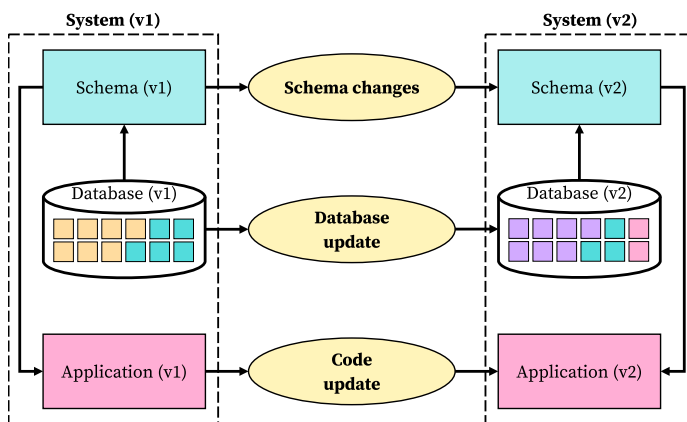 System (v1)
System (v2)
Schema (v1)
Schema changes
Schema (v2)
Database (v1)
Database
update
Database (v2)
Application (v1)
Code
update
Application (v2)